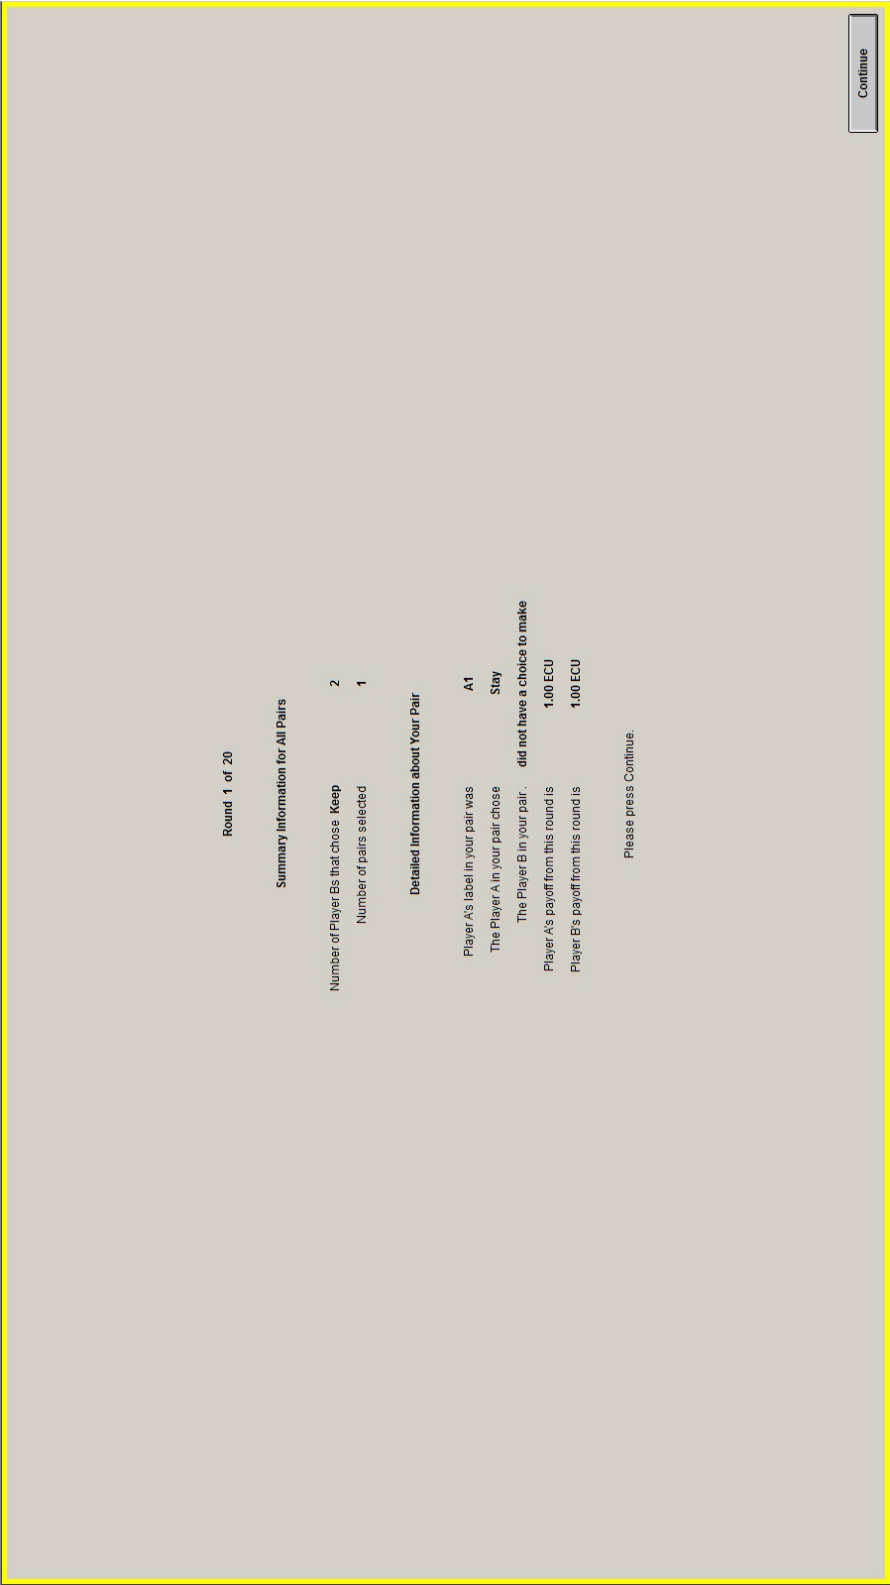 Round 1 of 20
Summary Information for All Pairs
Number of Player Bs that chose Keep 2
Number of pairs selected 1
Detailed Information about Your Pair
Player A's label in your pair was A1
The Player A in your pair chose Stay
The Player B in your pair . did not have a choice to make
Player A's payoff from this round is 1.00 ECU
Player B's payoff from this round is 1.00 ECU
Please press Continue.
Continue